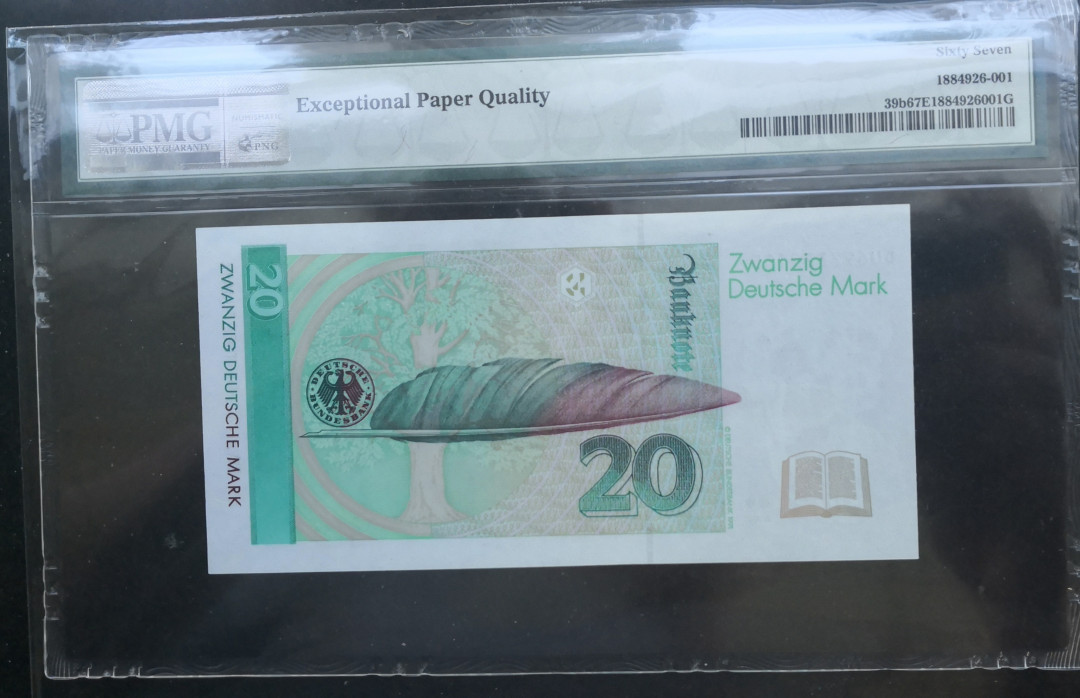 Sixty Seven
1884926-001
39b67E1884926001G
Exceptional Paper Quality
PMG
PAPER MONEY GUARANTY
PNG
20
ZWANZIG DEUTSCHE MARK
DEUTSCHE
BUNDESBANK
Banknote
Zwanzig
Deutsche Mark
20